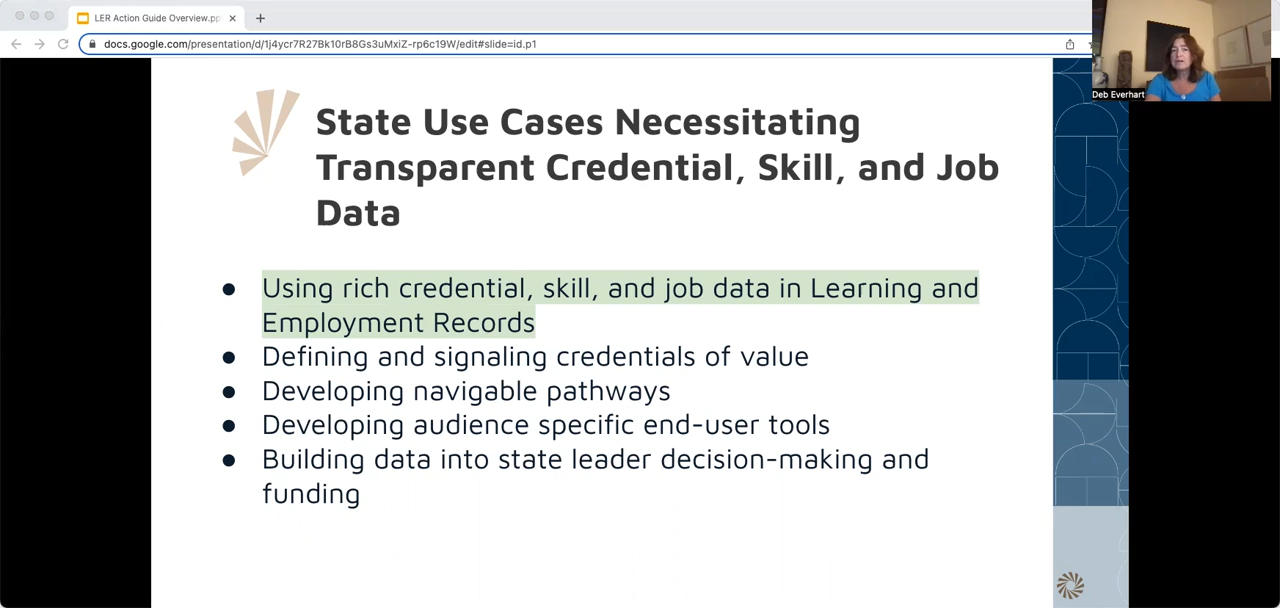 LER Action Guide Overview.pp
docs.google.com/presentation/d/1j4ycr7R27Bk10rB8Gs3uMxiZ-rp6c19W/edit#slide=id.p1
Deb Everhart
State Use Cases Necessitating
Transparent Credential, Skill, and Job
Data
● Using rich credential, skill, and job data in Learning and
Employment Records
● Defining and signaling credentials of value
● Developing navigable pathways
● Developing audience specific end-user tools
● Building data into state leader decision-making and
funding